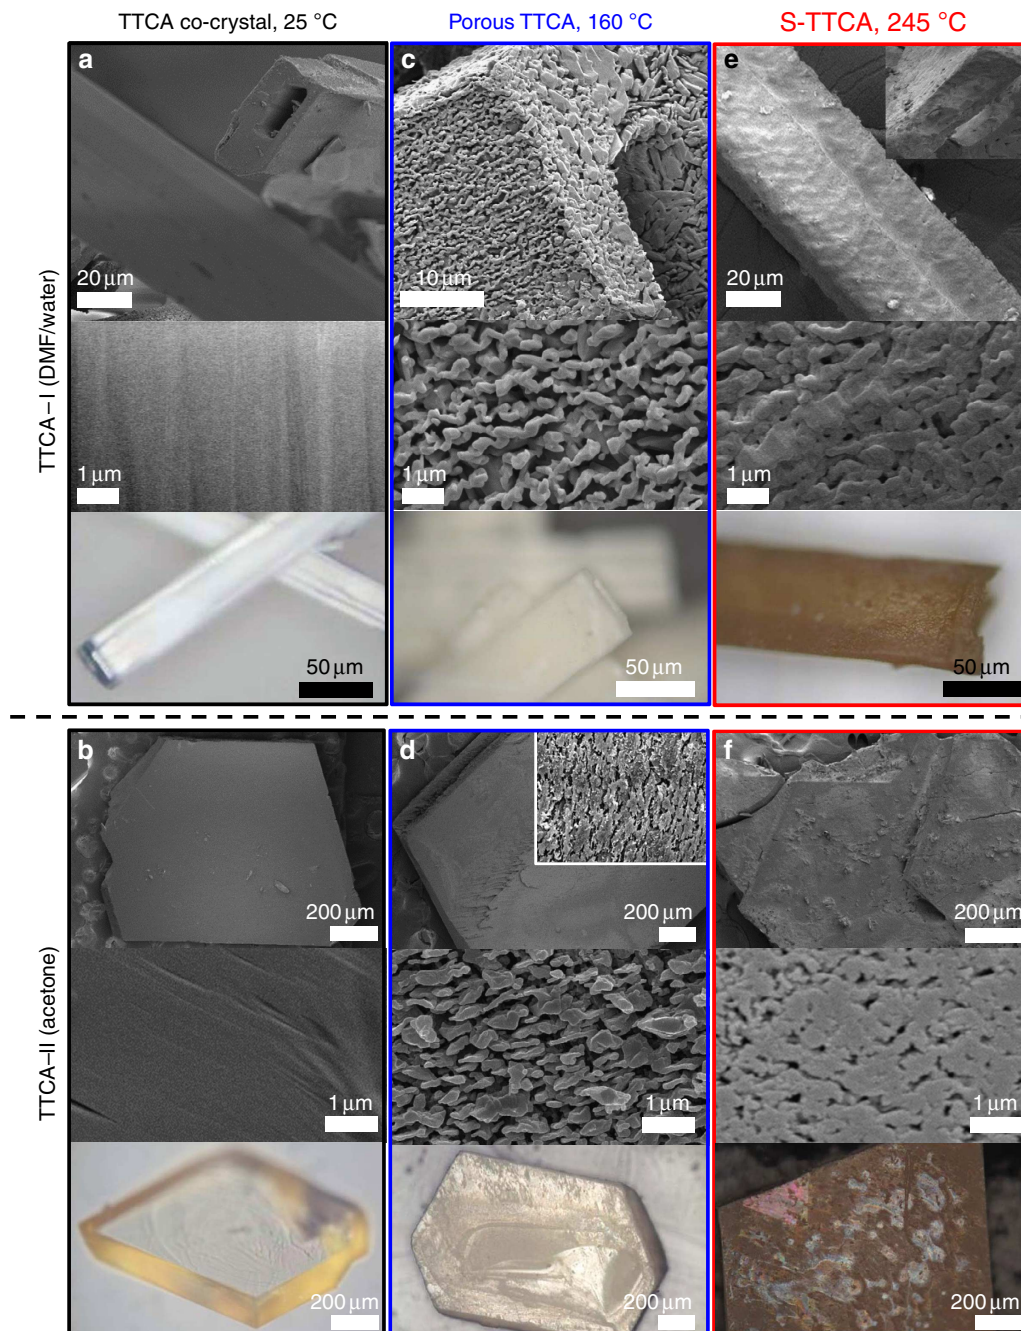 TTCA co-crystal, 25 °C
Porous TTCA, 160 °C
S-TTCA, 245 °C
TTCA–I (DMF/water)
a
20 μm
1 μm
50 μm
c
10 μm
1 μm
50 μm
e
20 μm
1 μm
50 μm
TTCA–II (acetone)
b
200 μm
1 μm
200 μm
d
200 μm
1 μm
200 μm
f
200 μm
1 μm
200 μm